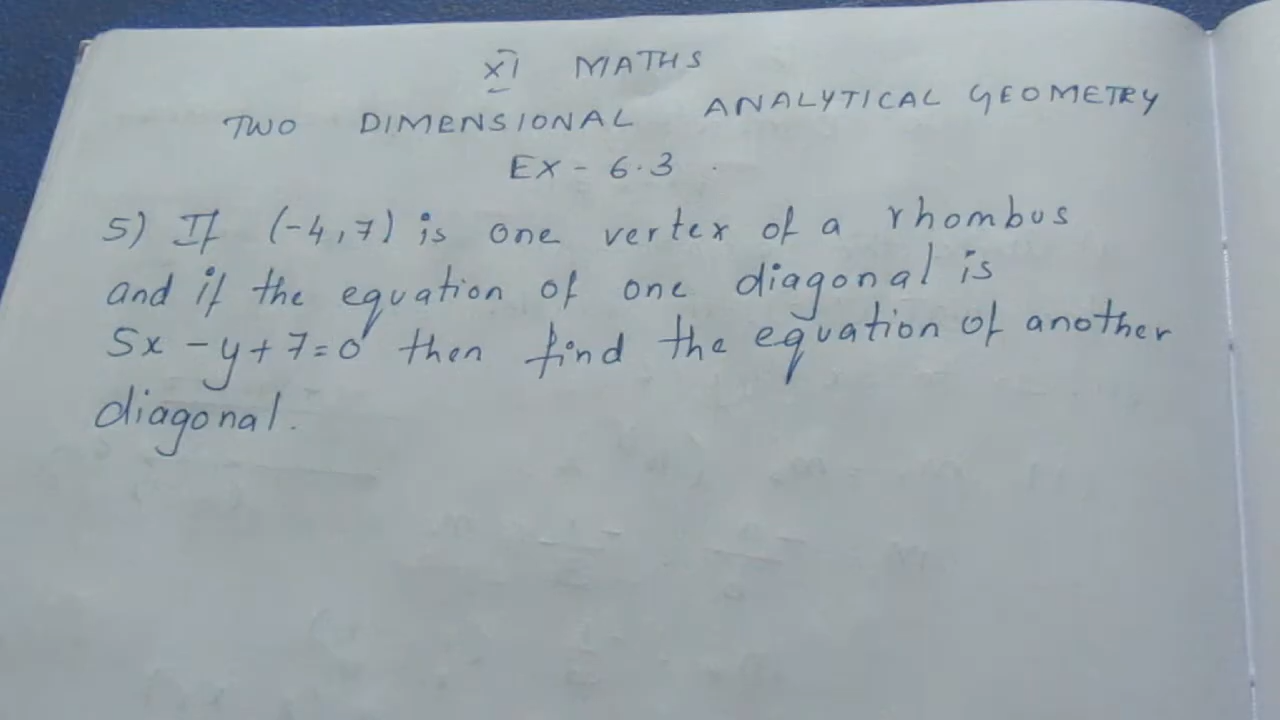 XI MATHS
TWO DIMENSIONAL ANALYTICAL GEOMETRY
EX - 6.3
5) If (-4,7) is one vertex of a rhombus
and if the equation of one diagonal is
5x - y + 7 = 0 then find the equation of another
diagonal.